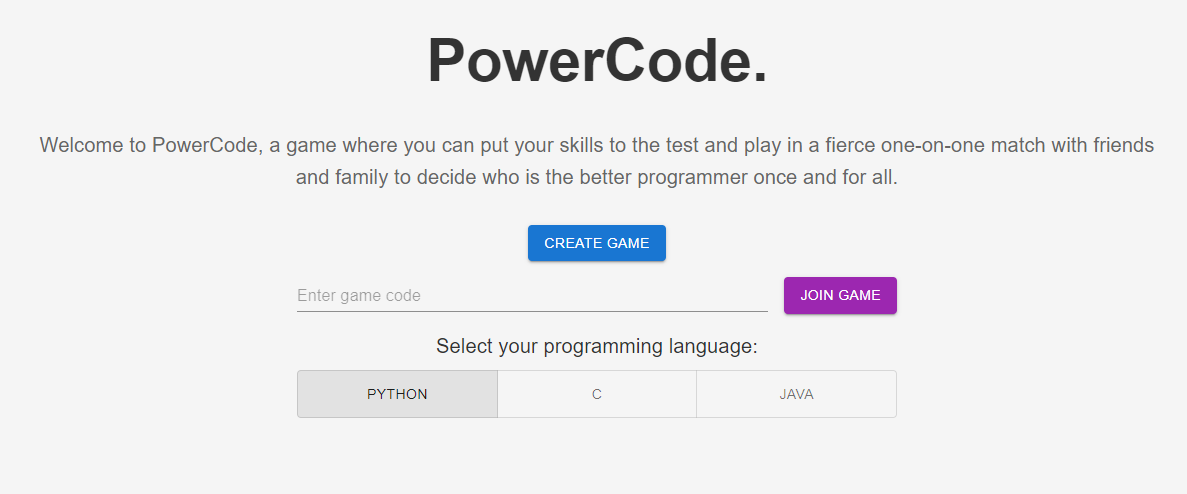 PowerCode.
Welcome to PowerCode, a game where you can put your skills to the test and play in a fierce one-on-one match with friends
and family to decide who is the better programmer once and for all.
CREATE GAME
Enter game code
JOIN GAME
Select your programming language:
PYTHON
C
JAVA